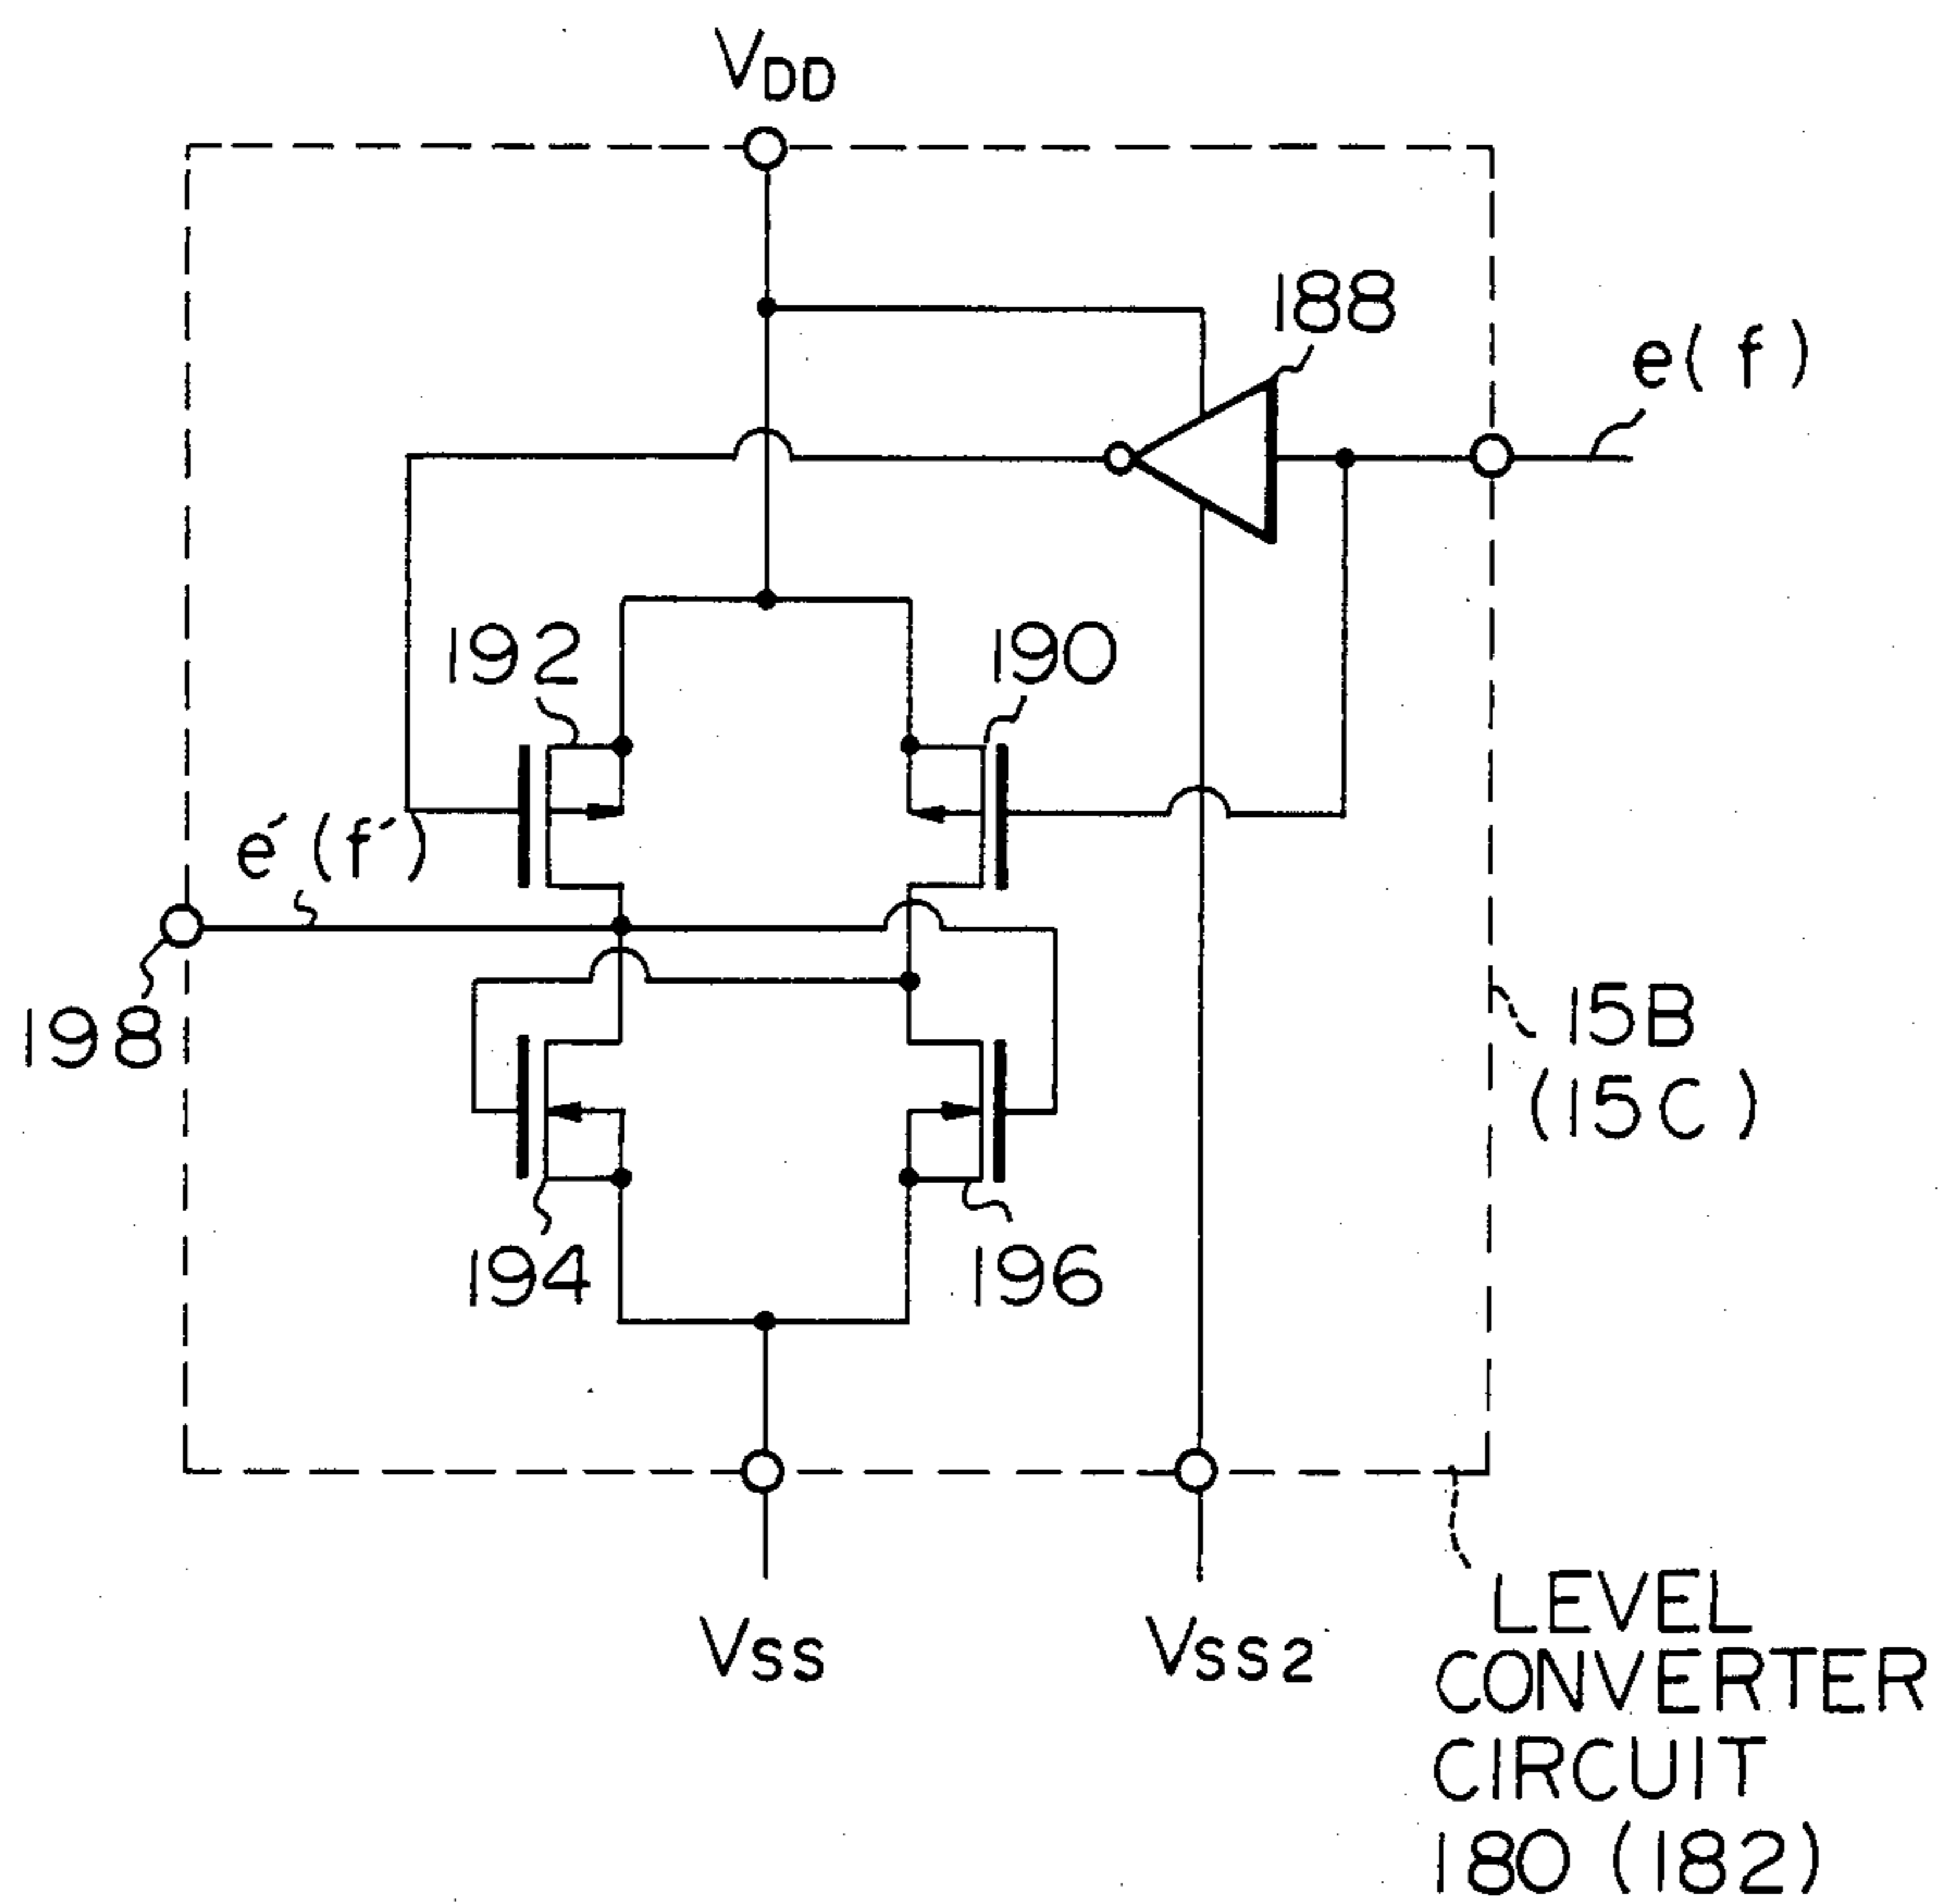 VDD
188
e(f)
192
190
e´(f´)
198
15B
(15C)
194
196
VSS
VSS2
LEVEL
CONVERTER
CIRCUIT
180 (182)